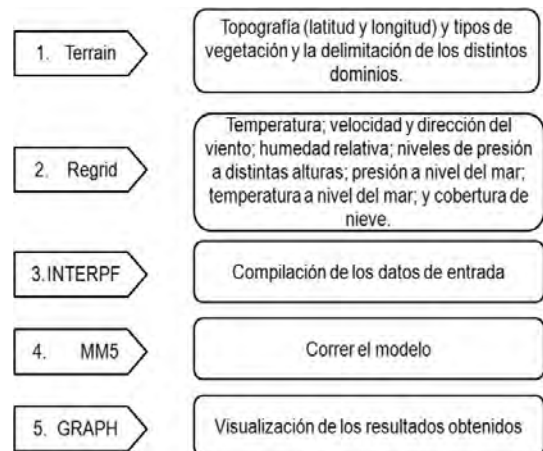 1. Terrain
Topografía (latitud y longitud) y tipos de
vegetación y la delimitación de los distintos
dominios.
2. Regrid
Temperatura; velocidad y dirección del
viento; humedad relativa; niveles de presión
a distintas alturas; presión a nivel del mar;
temperatura a nivel del mar; y cobertura de
nieve.
3.INTERPF
Compilación de los datos de entrada
4. MM5
Correr el modelo
5. GRAPH
Visualización de los resultados obtenidos